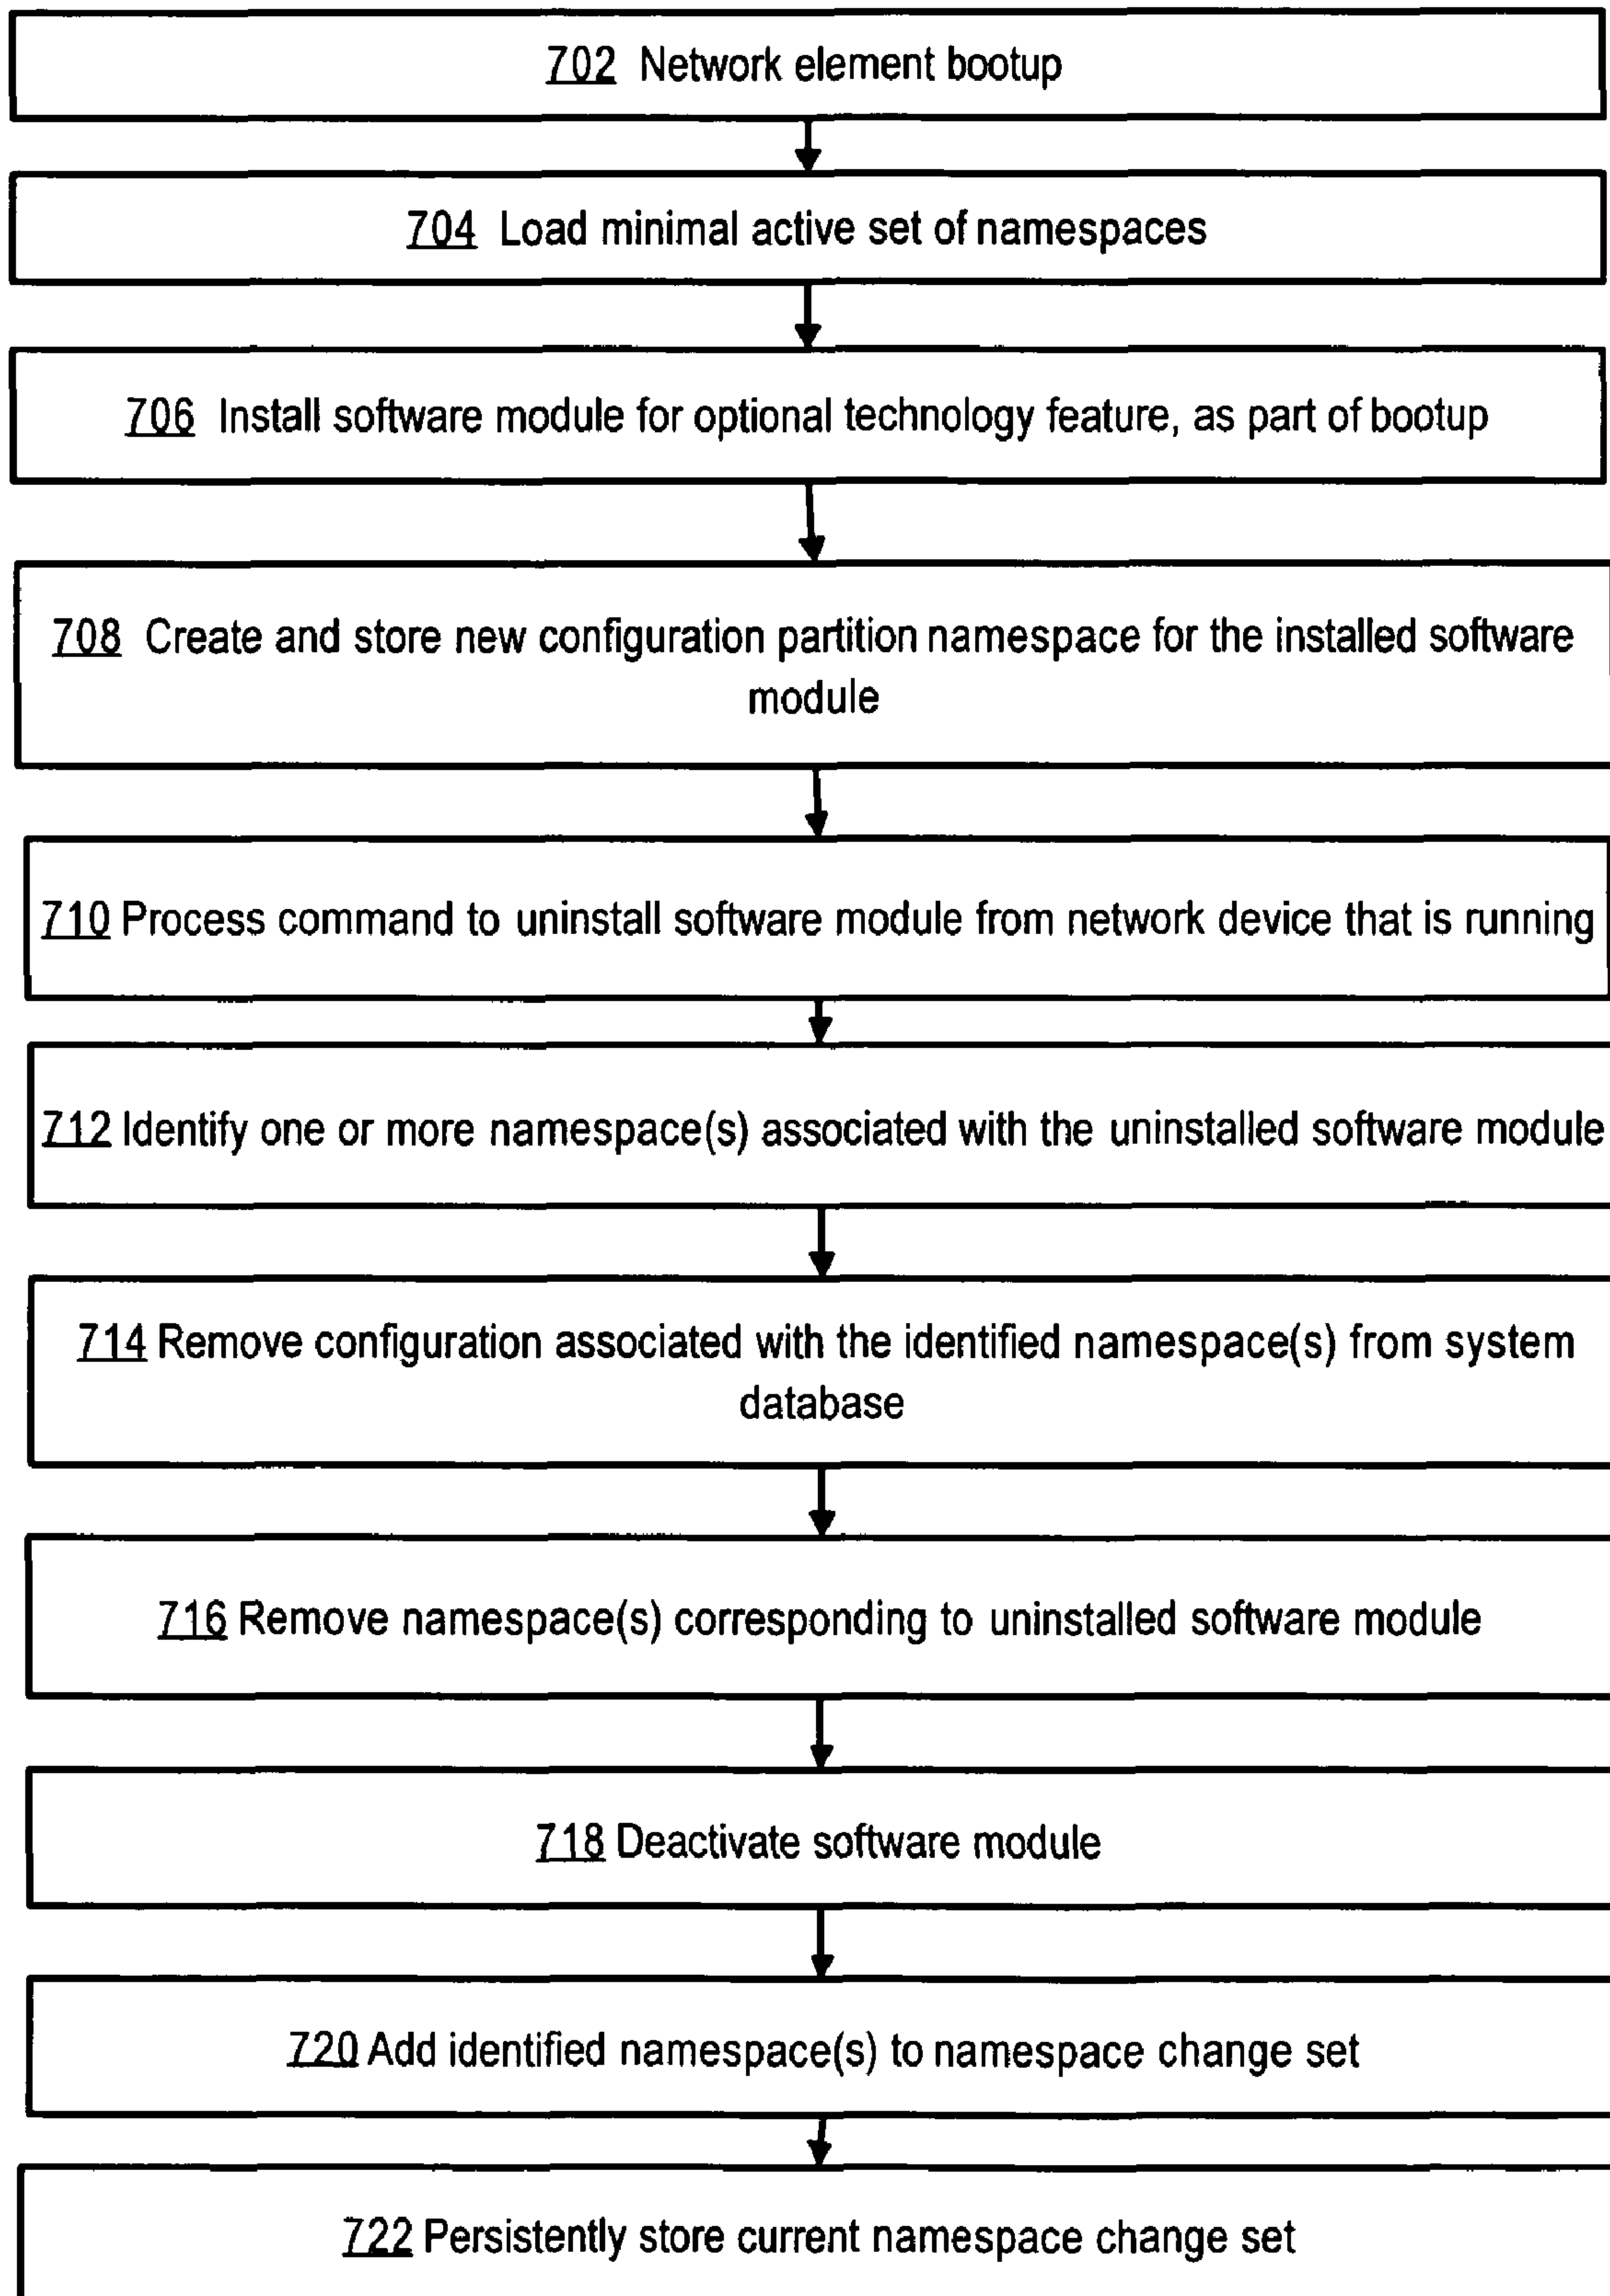 702 Network element bootup
704 Load minimal active set of namespaces
706 Install software module for optional technology feature, as part of bootup
708 Create and store new configuration partition namespace for the installed software
module
710 Process command to uninstall software module from network device that is running
712 Identify one or more namespace(s) associated with the uninstalled software module
714 Remove configuration associated with the identified namespace(s) from system
database
716 Remove namespace(s) corresponding to uninstalled software module
718 Deactivate software module
720 Add identified namespace(s) to namespace change set
722 Persistently store current namespace change set